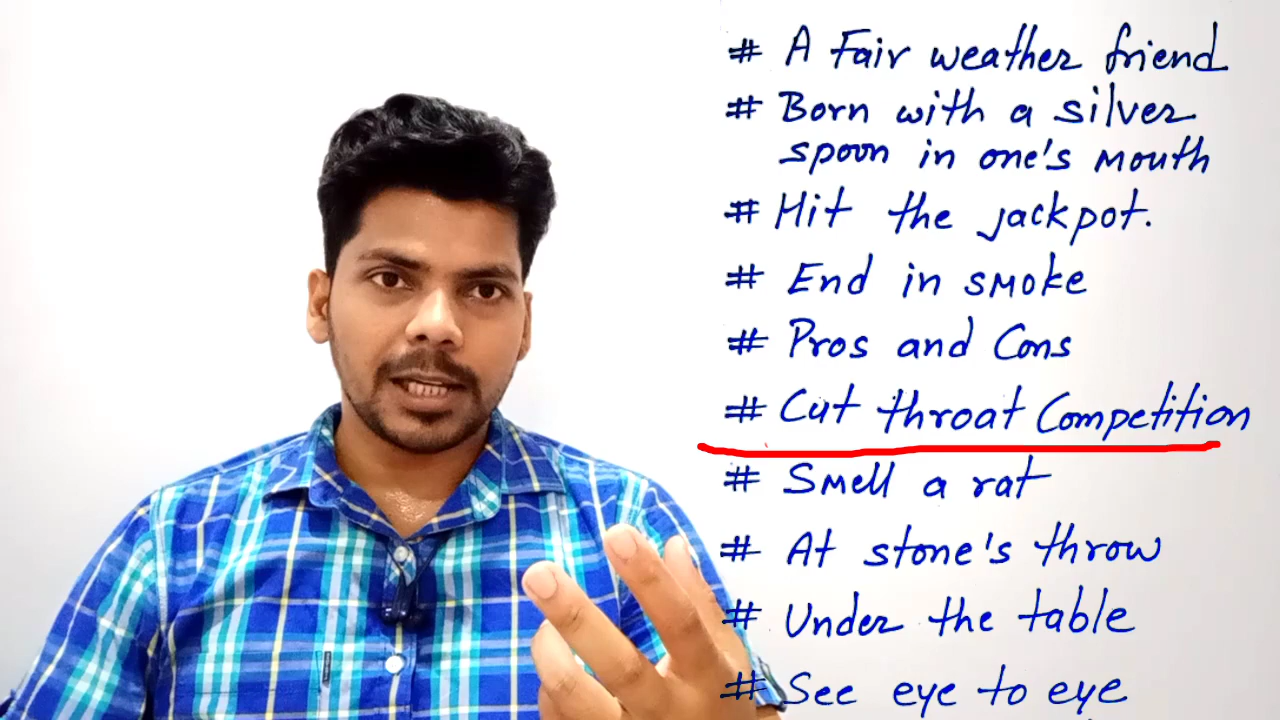 # A Fair weather friend
# Born with a silver
spoon in one's mouth
# Hit the jackpot.
# End in smoke
# Pros and Cons
# Cut throat Competition
# Smell a rat
# At stone's throw
# Under the table
# See eye to eye